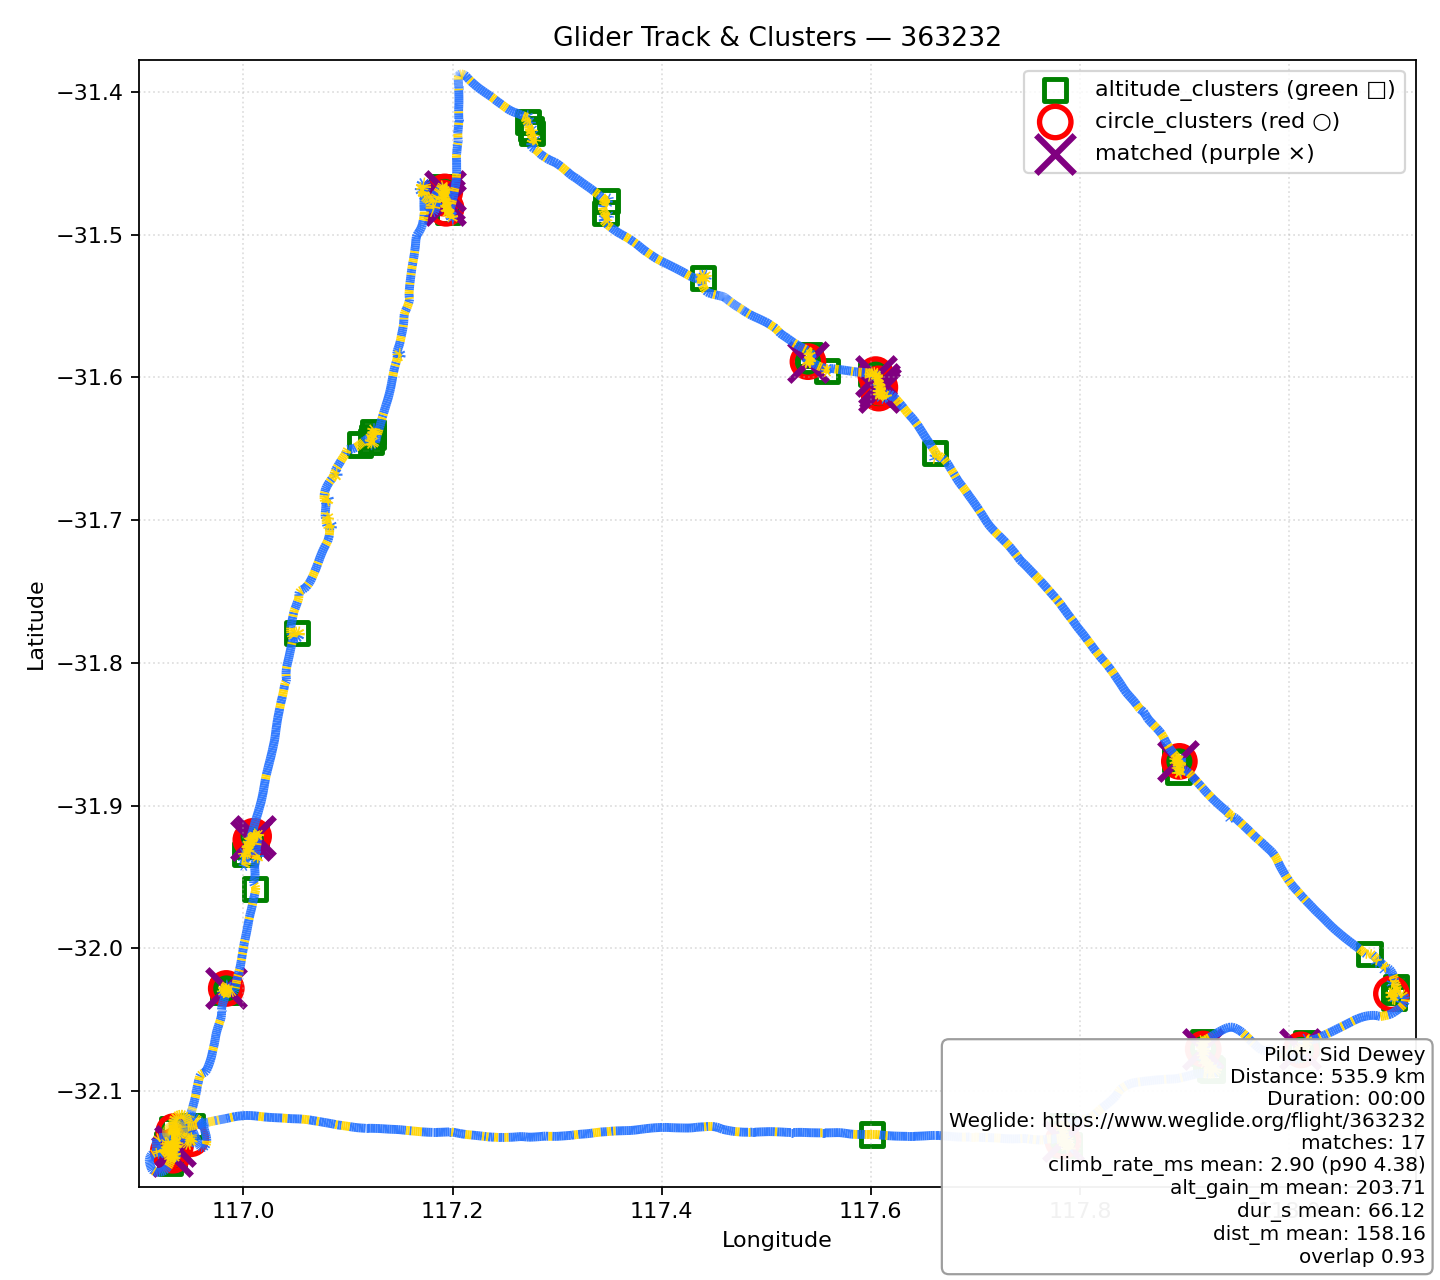 Glider Track & Clusters — 363232
altitude_clusters (green □)
circle_clusters (red ○)
matched (purple ×)
−31.4
−31.5
−31.6
−31.7
−31.8
−31.9
−32.0
−32.1
Latitude
117.0
117.2
117.4
117.6
117.8
Longitude
Pilot: Sid Dewey
Distance: 535.9 km
Duration: 00:00
Weglide: https://www.weglide.org/flight/363232
matches: 17
climb_rate_ms mean: 2.90 (p90 4.38)
alt_gain_m mean: 203.71
dur_s mean: 66.12
dist_m mean: 158.16
overlap 0.93